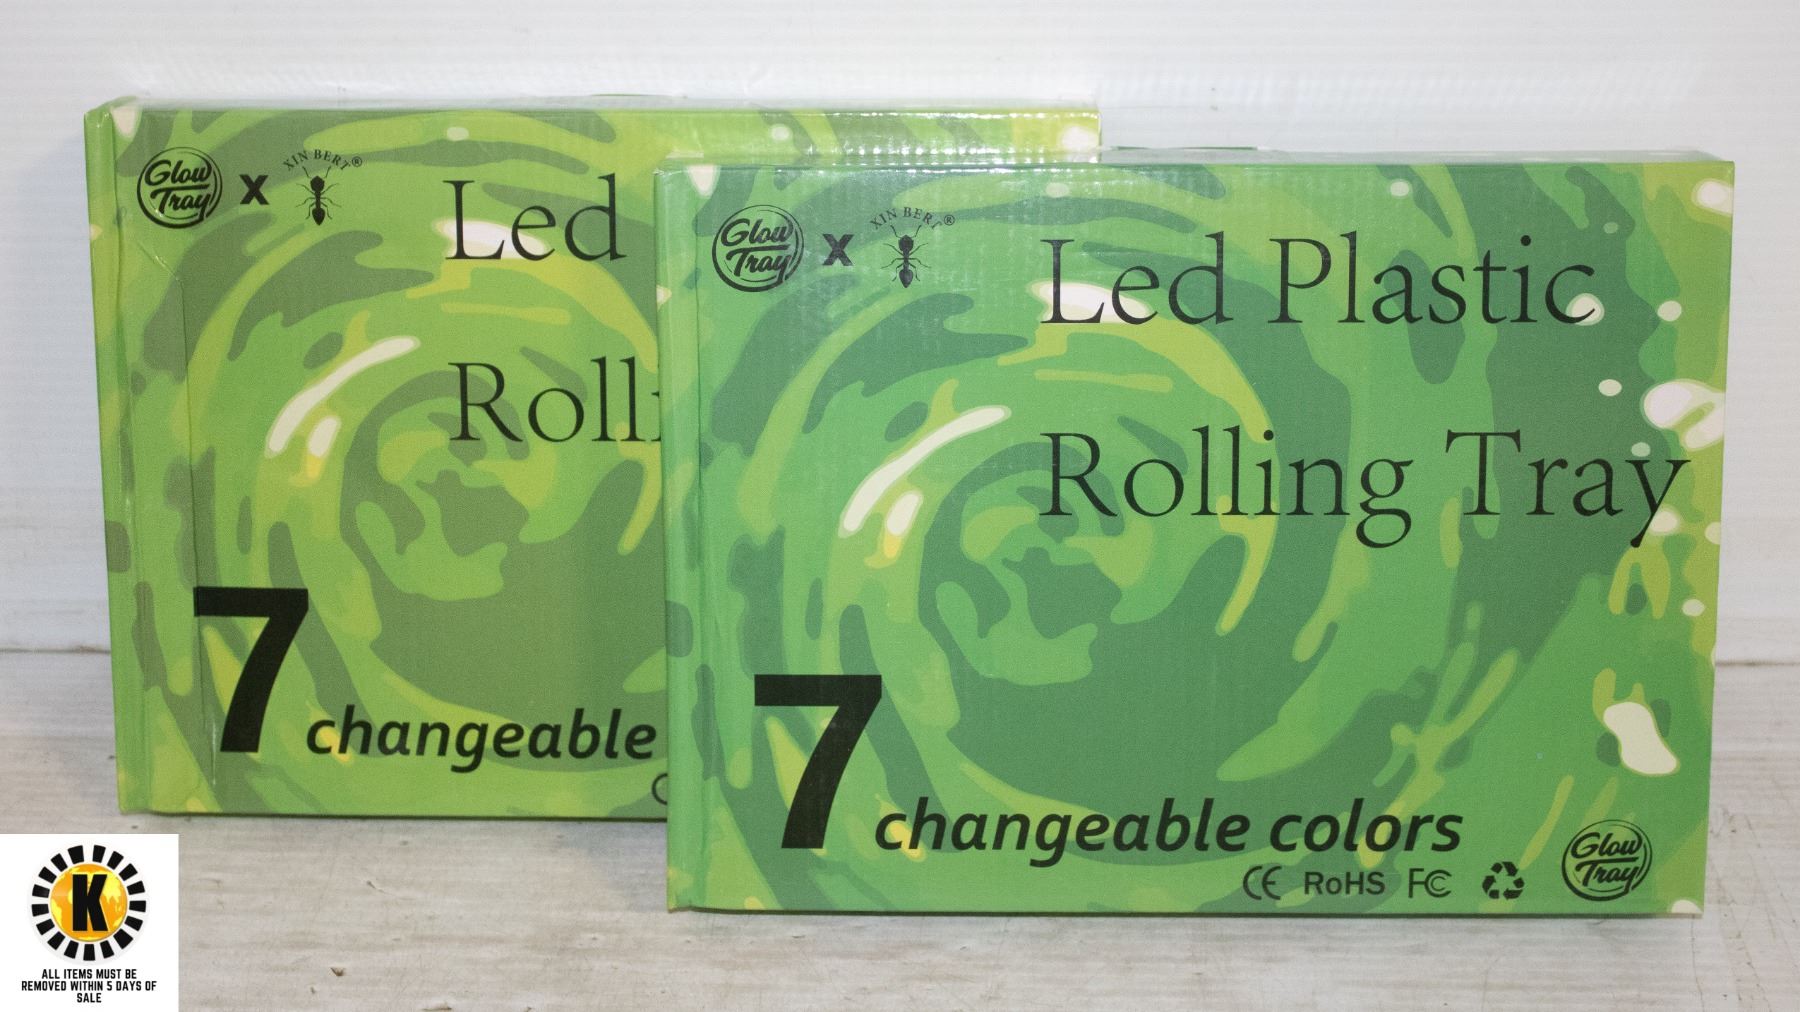 Glow
Tray
X
XIN BERT®
Led
Roll
7 changeable
Glow
Tray
X
XIN BERT®
Led Plastic
Rolling Tray
7 changeable colors
CE RoHS FC
Glow
Tray
K
ALL ITEMS MUST BE
REMOVED WITHIN 5 DAYS OF
SALE